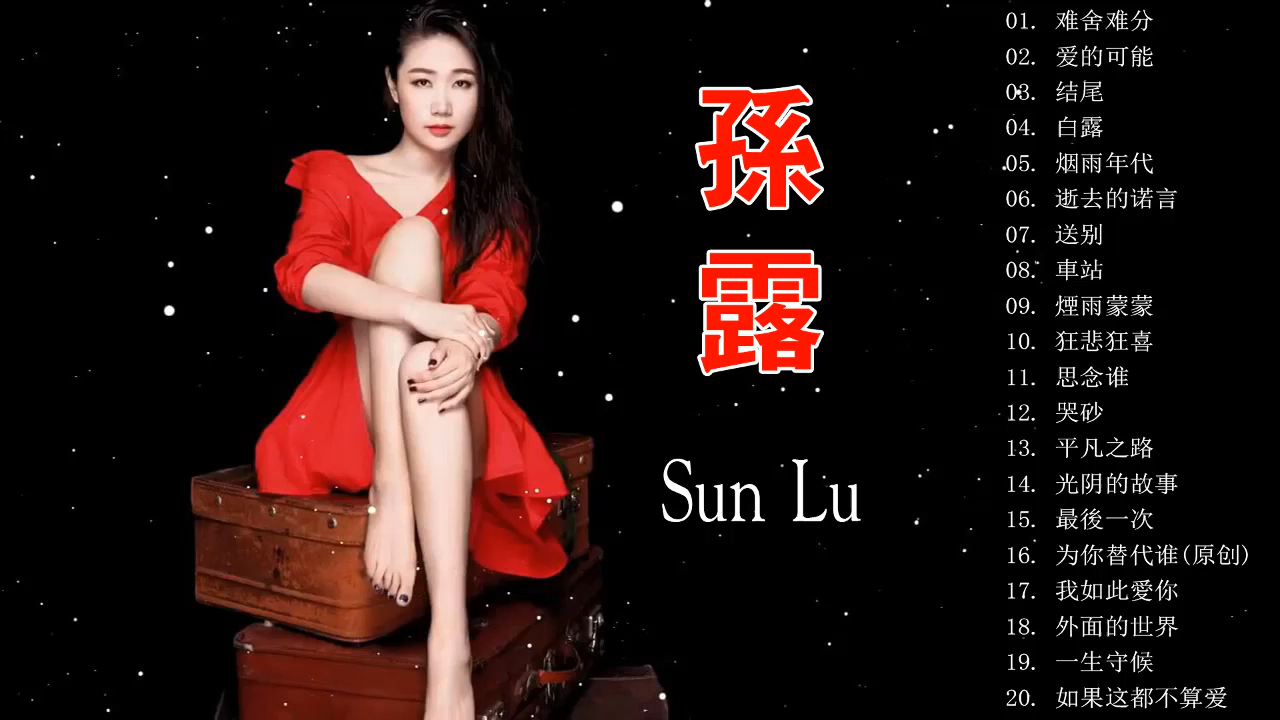 孫
露
Sun Lu
01. 难舍难分
02. 爱的可能
03. 结尾
04. 白露
05. 烟雨年代
06. 逝去的诺言
07. 送别
08. 車站
09. 煙雨蒙蒙
10. 狂悲狂喜
11. 思念谁
12. 哭砂
13. 平凡之路
14. 光阴的故事
15. 最後一次
16. 为你替代谁(原创)
17. 我如此愛你
18. 外面的世界
19. 一生守候
20. 如果这都不算爱